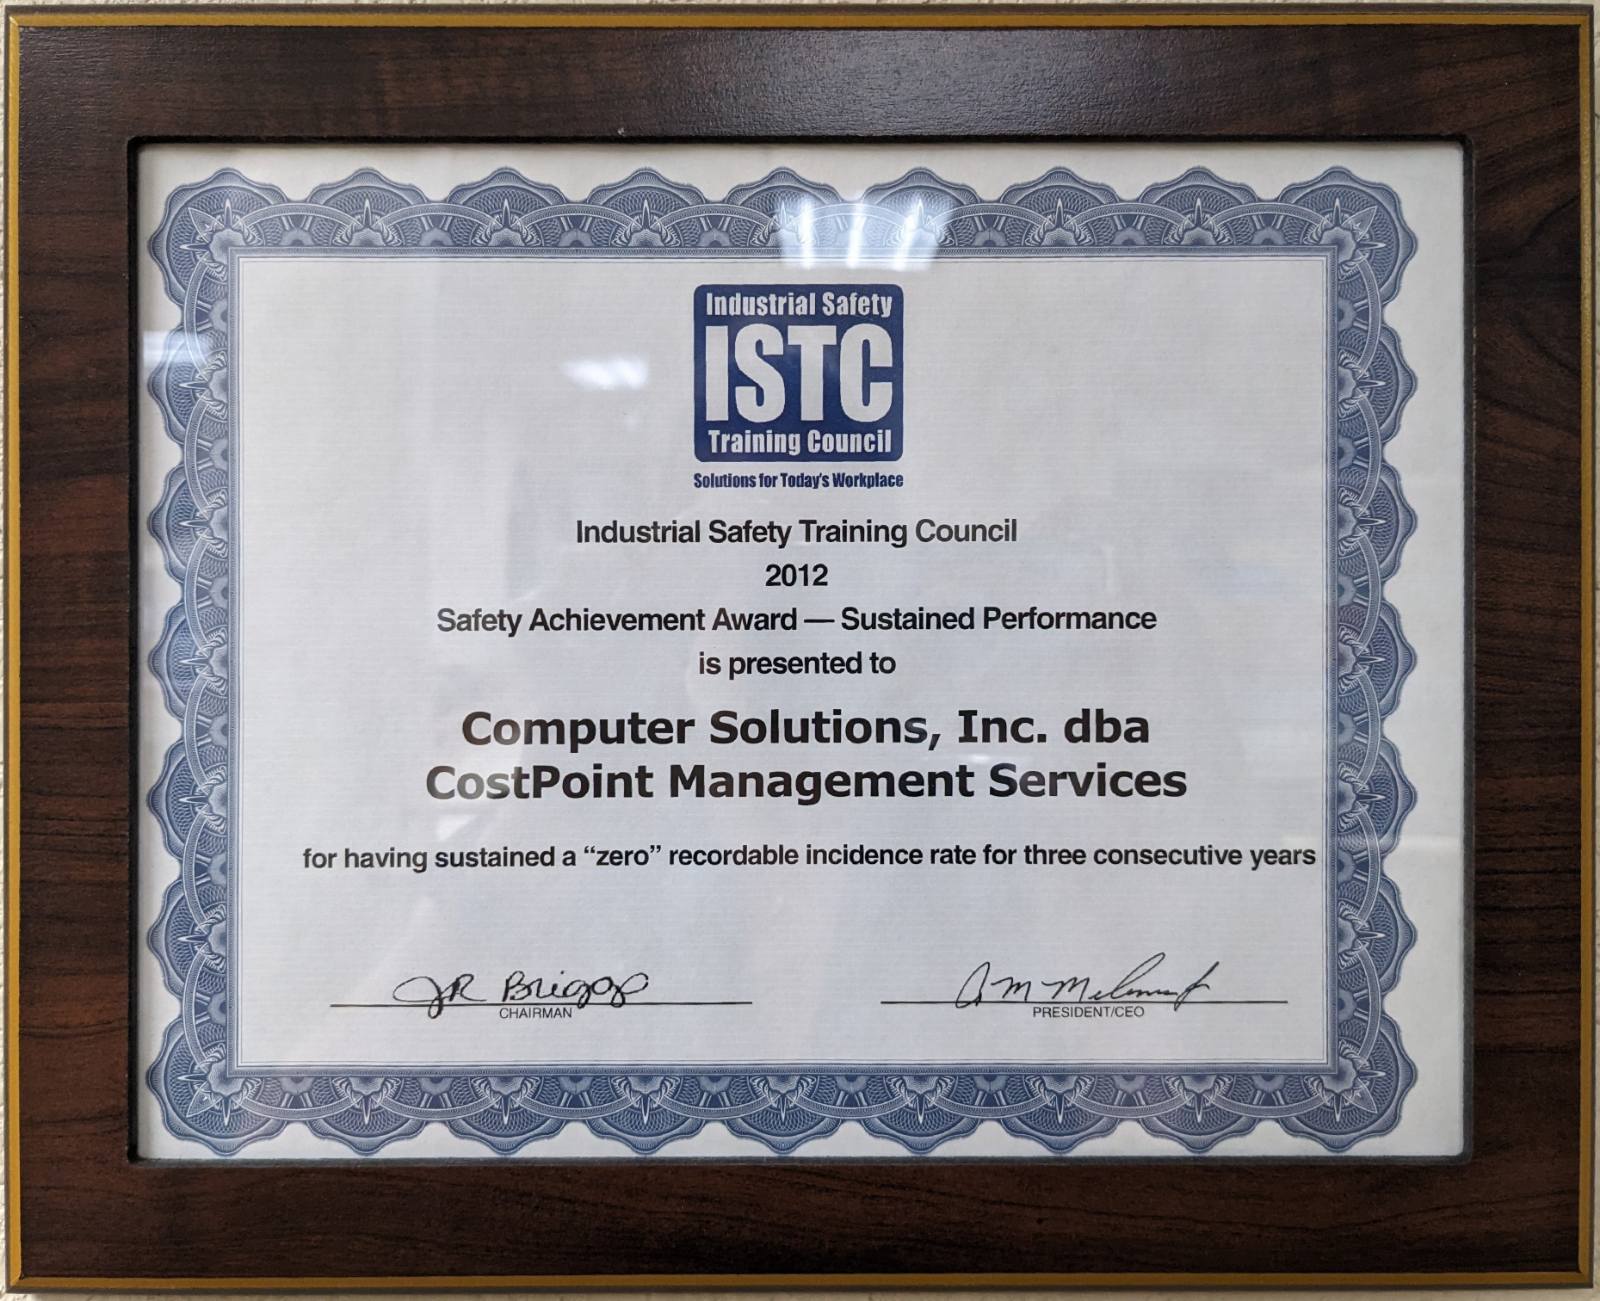 Industrial Safety
ISTC
Training Council
Solutions for Today's Workplace
Industrial Safety Training Council
2012
Safety Achievement Award — Sustained Performance
is presented to
Computer Solutions, Inc. dba
CostPoint Management Services
for having sustained a “zero” recordable incidence rate for three consecutive years
JR Briggs
CHAIRMAN
PRESIDENT/CEO